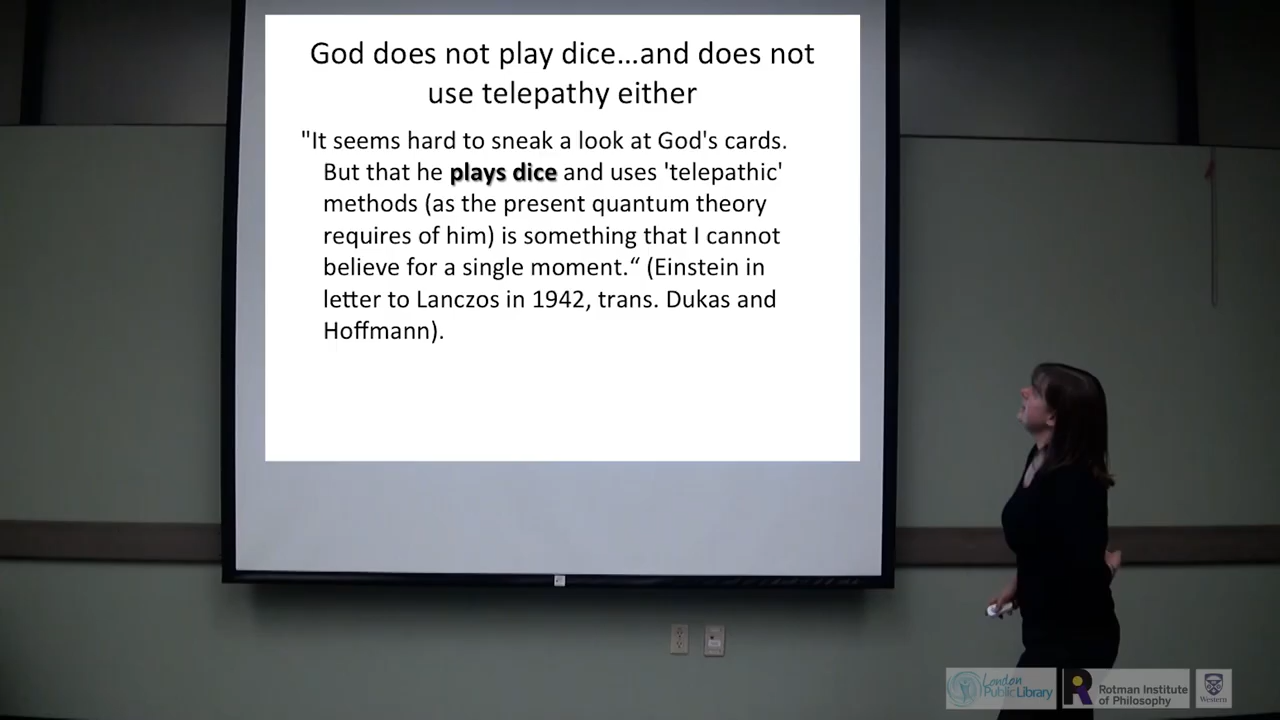 God does not play dice…and does not
use telepathy either
"It seems hard to sneak a look at God's cards.
But that he plays dice and uses 'telepathic'
methods (as the present quantum theory
requires of him) is something that I cannot
believe for a single moment.“ (Einstein in
letter to Lanczos in 1942, trans. Dukas and
Hoffmann).
London
Public Library
Rotman Institute
of Philosophy
Western